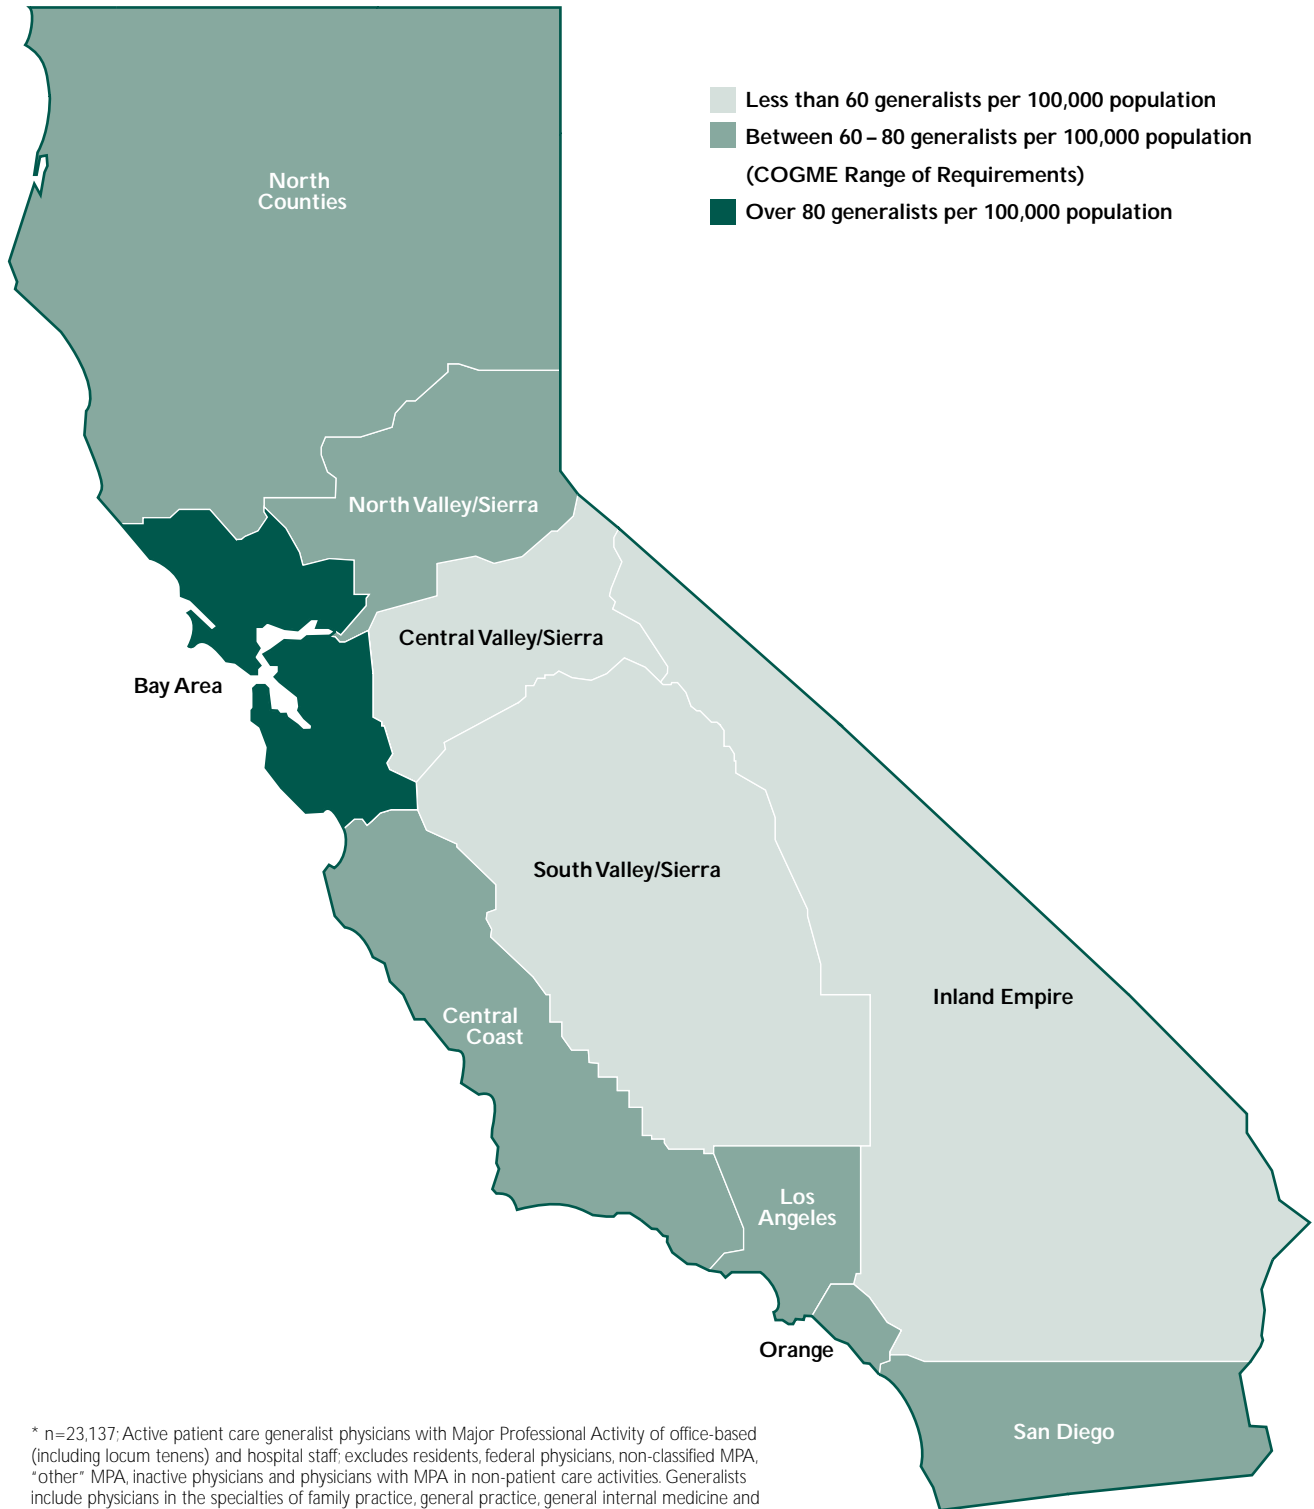 Less than 60 generalists per 100,000 population
Between 60 – 80 generalists per 100,000 population
(COGME Range of Requirements)
Over 80 generalists per 100,000 population
North
Counties
North Valley/Sierra
Central Valley/Sierra
Bay Area
South Valley/Sierra
Inland Empire
Central
Coast
Los
Angeles
Orange
San Diego
* n=23,137; Active patient care generalist physicians with Major Professional Activity of office-based
(including locum tenens) and hospital staff; excludes residents, federal physicians, non-classified MPA,
“other” MPA, inactive physicians and physicians with MPA in non-patient care activities. Generalists
include physicians in the specialties of family practice, general practice, general internal medicine and